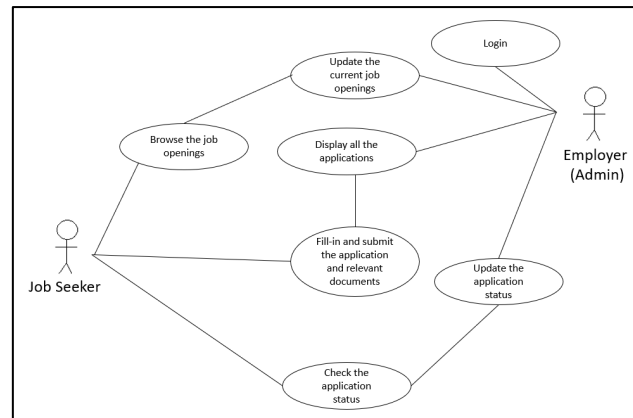 Login
Update the
current job
openings
Browse the job
openings
Display all the
applications
Employer
(Admin)
Fill-in and submit
the application
and relevant
documents
Job Seeker
Update the
application
status
Check the
application
status